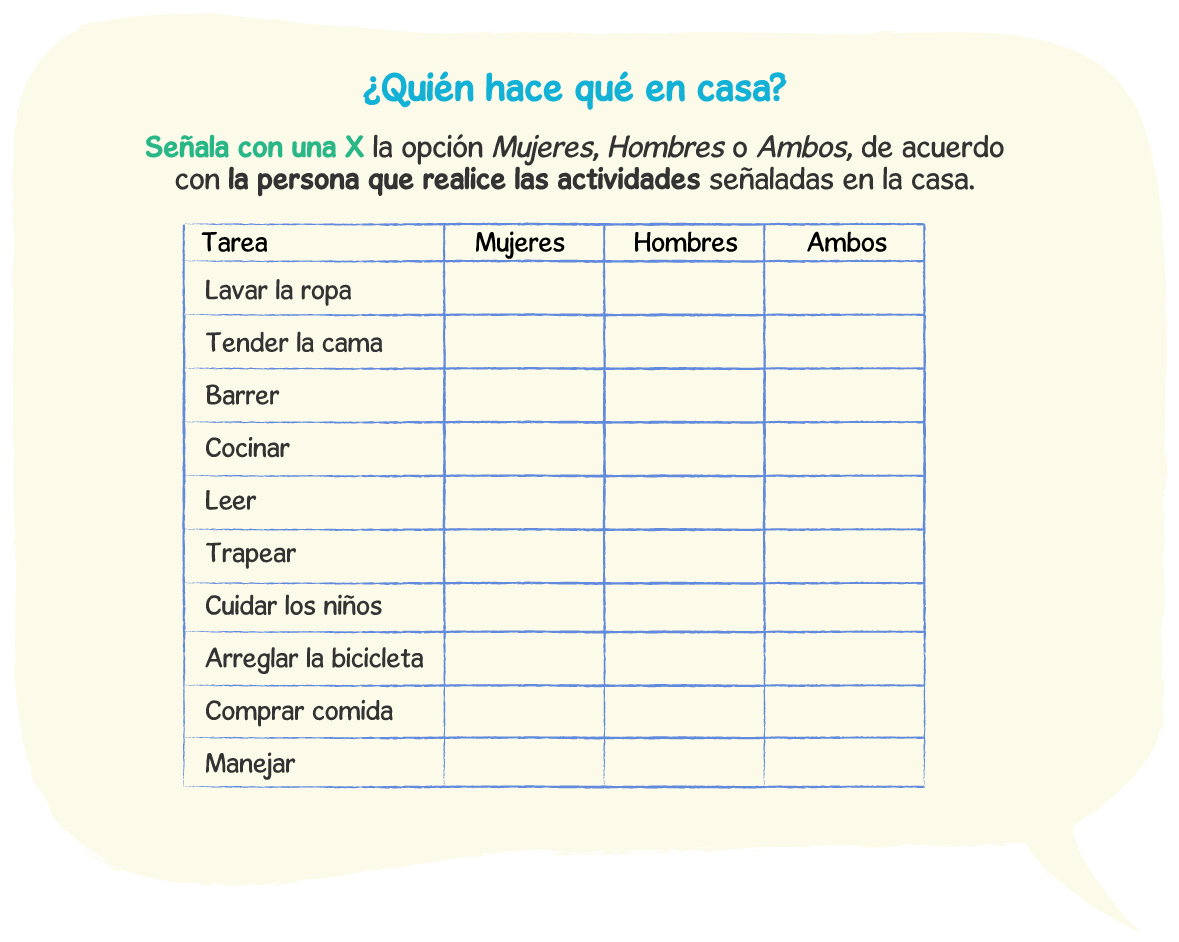 ¿Quién hace qué en casa?
Señala con una X la opción Mujeres, Hombres o Ambos, de acuerdo
con la persona que realice las actividades señaladas en la casa.
Tarea Mujeres Hombres Ambos
Lavar la ropa
Tender la cama
Barrer
Cocinar
Leer
Trapear
Cuidar los niños
Arreglar la bicicleta
Comprar comida
Manejar